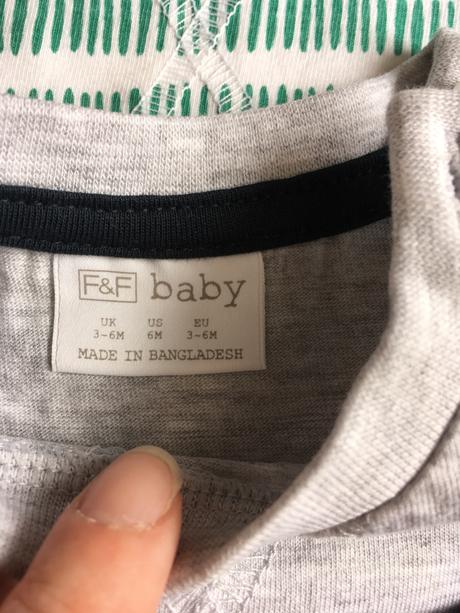 F&F baby
UK US EU
3-6M 6M 3-6M
MADE IN BANGLADESH